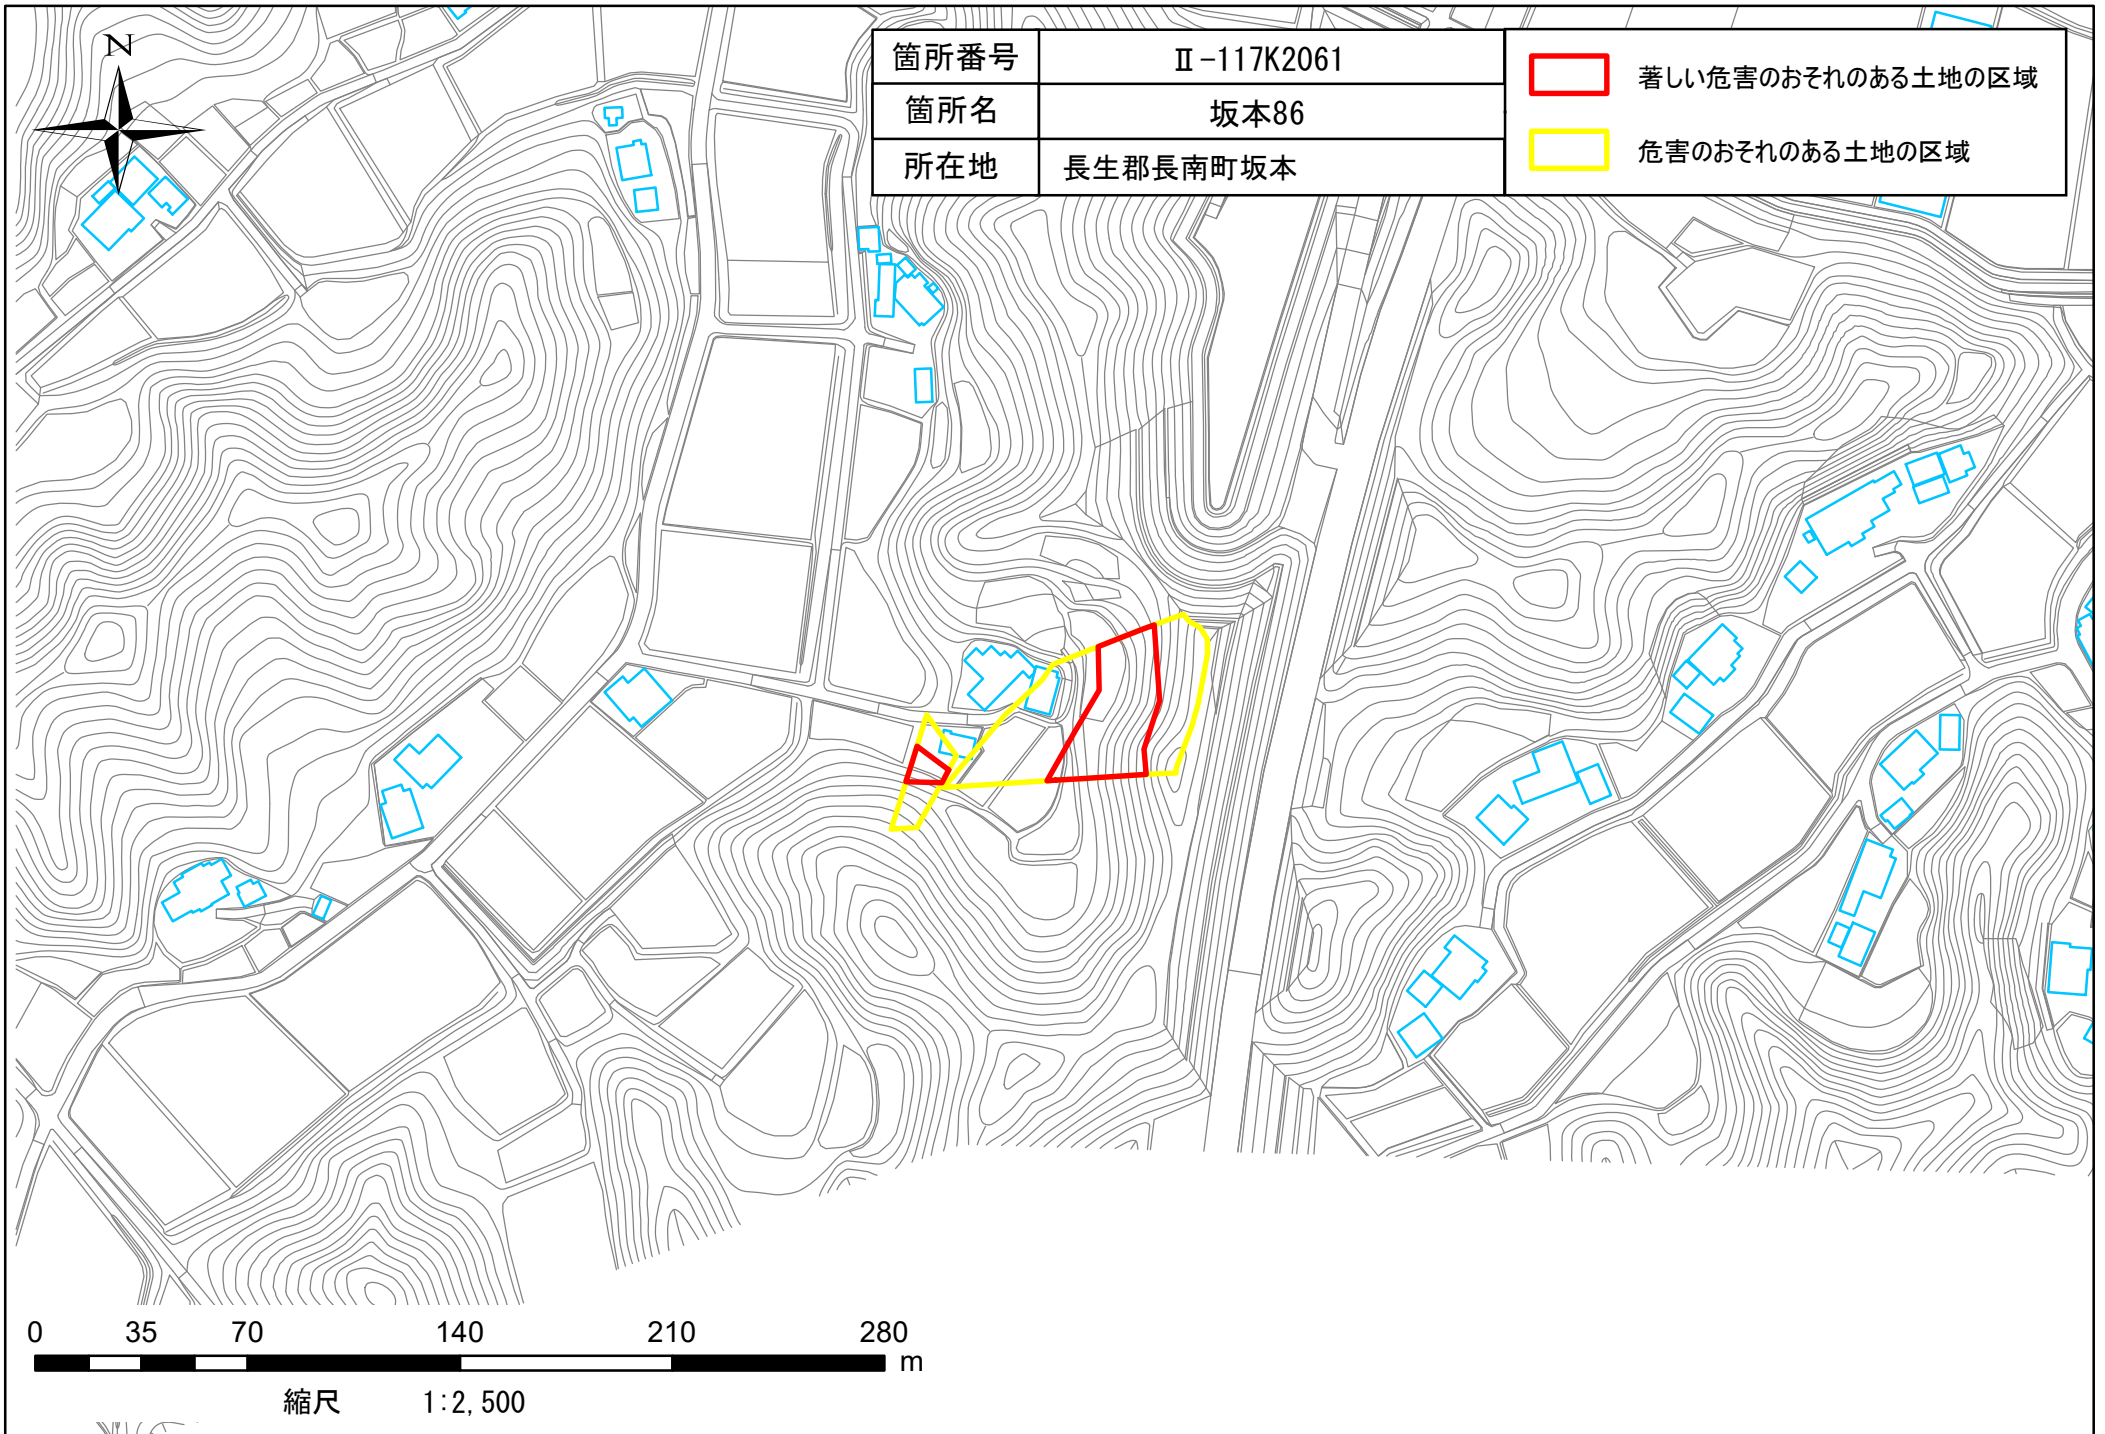 N
箇所番号 Ⅱ-117K2061
箇所名 坂本86
所在地 長生郡長南町坂本
著しい危害のおそれのある土地の区域
危害のおそれのある土地の区域
0 35 70 140 210 280
m
縮尺 1:2,500